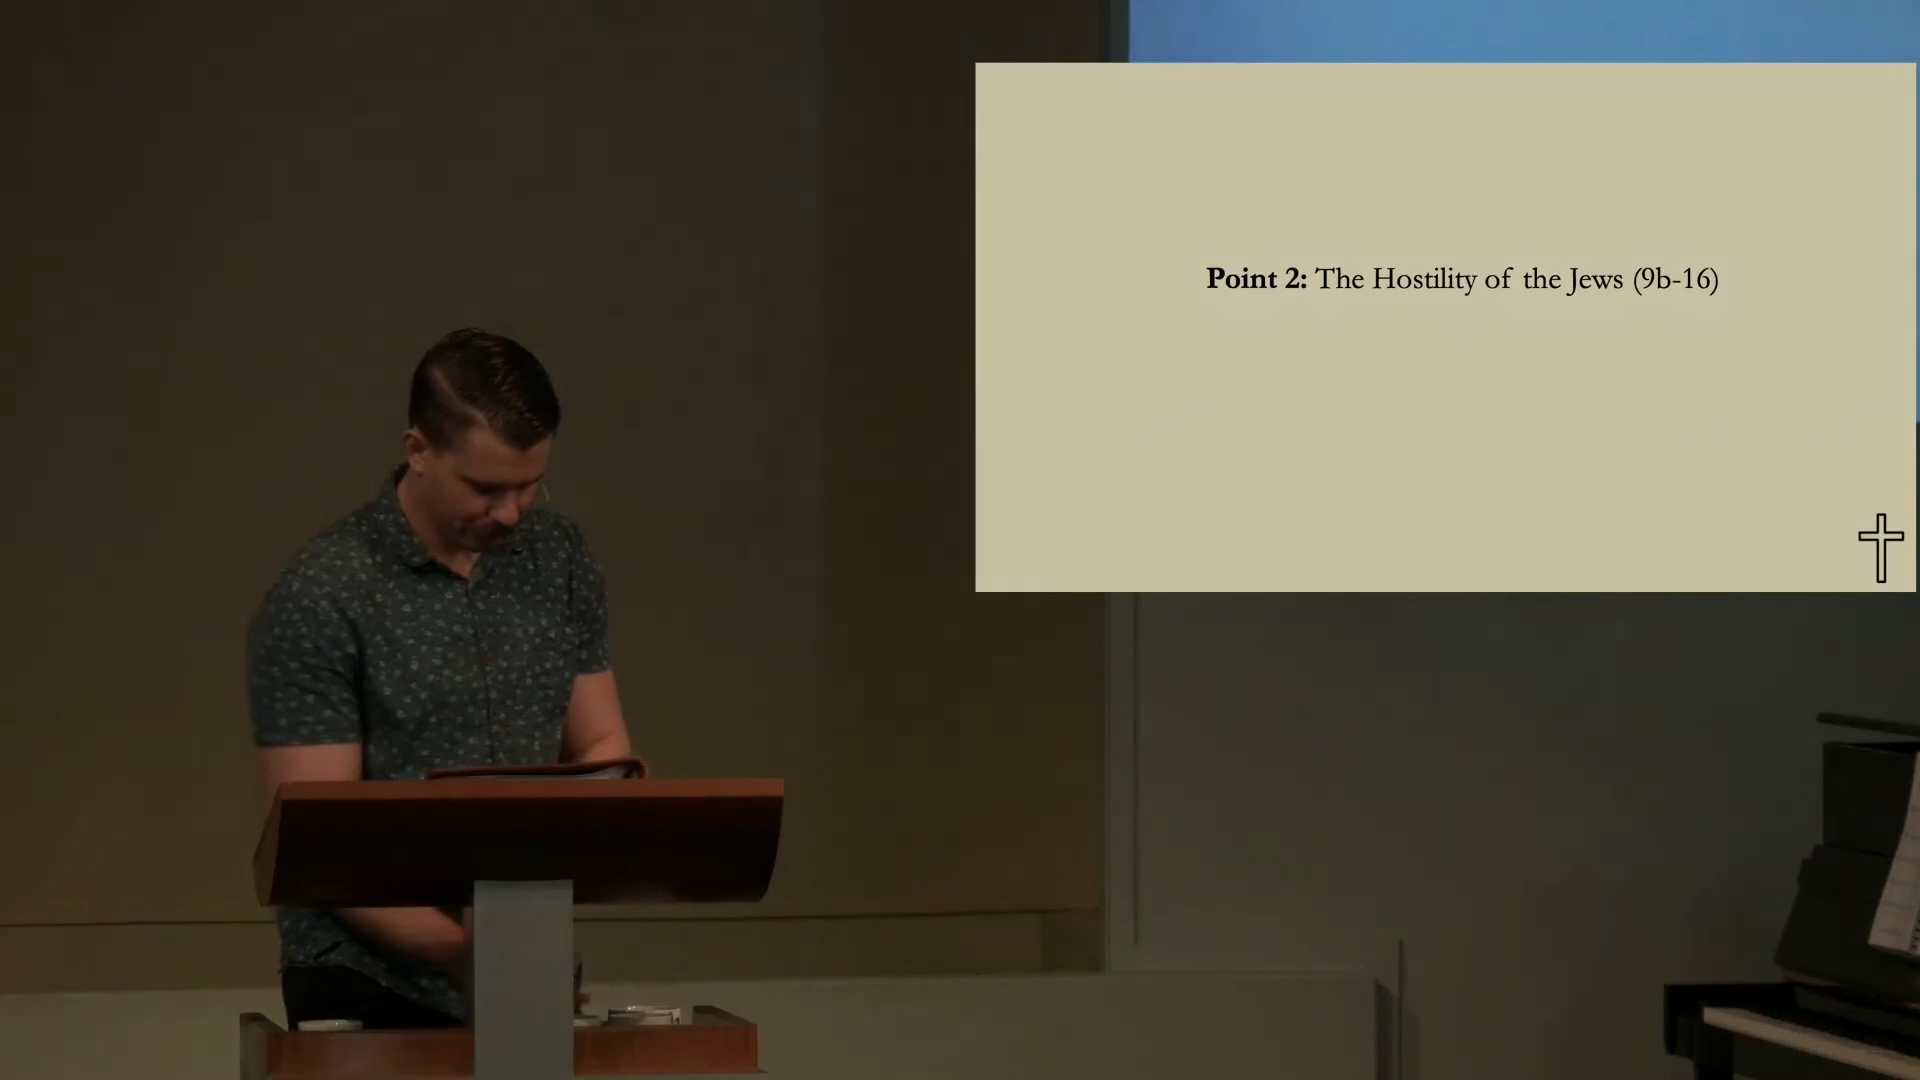 Point 2: The Hostility of the Jews (9b-16)